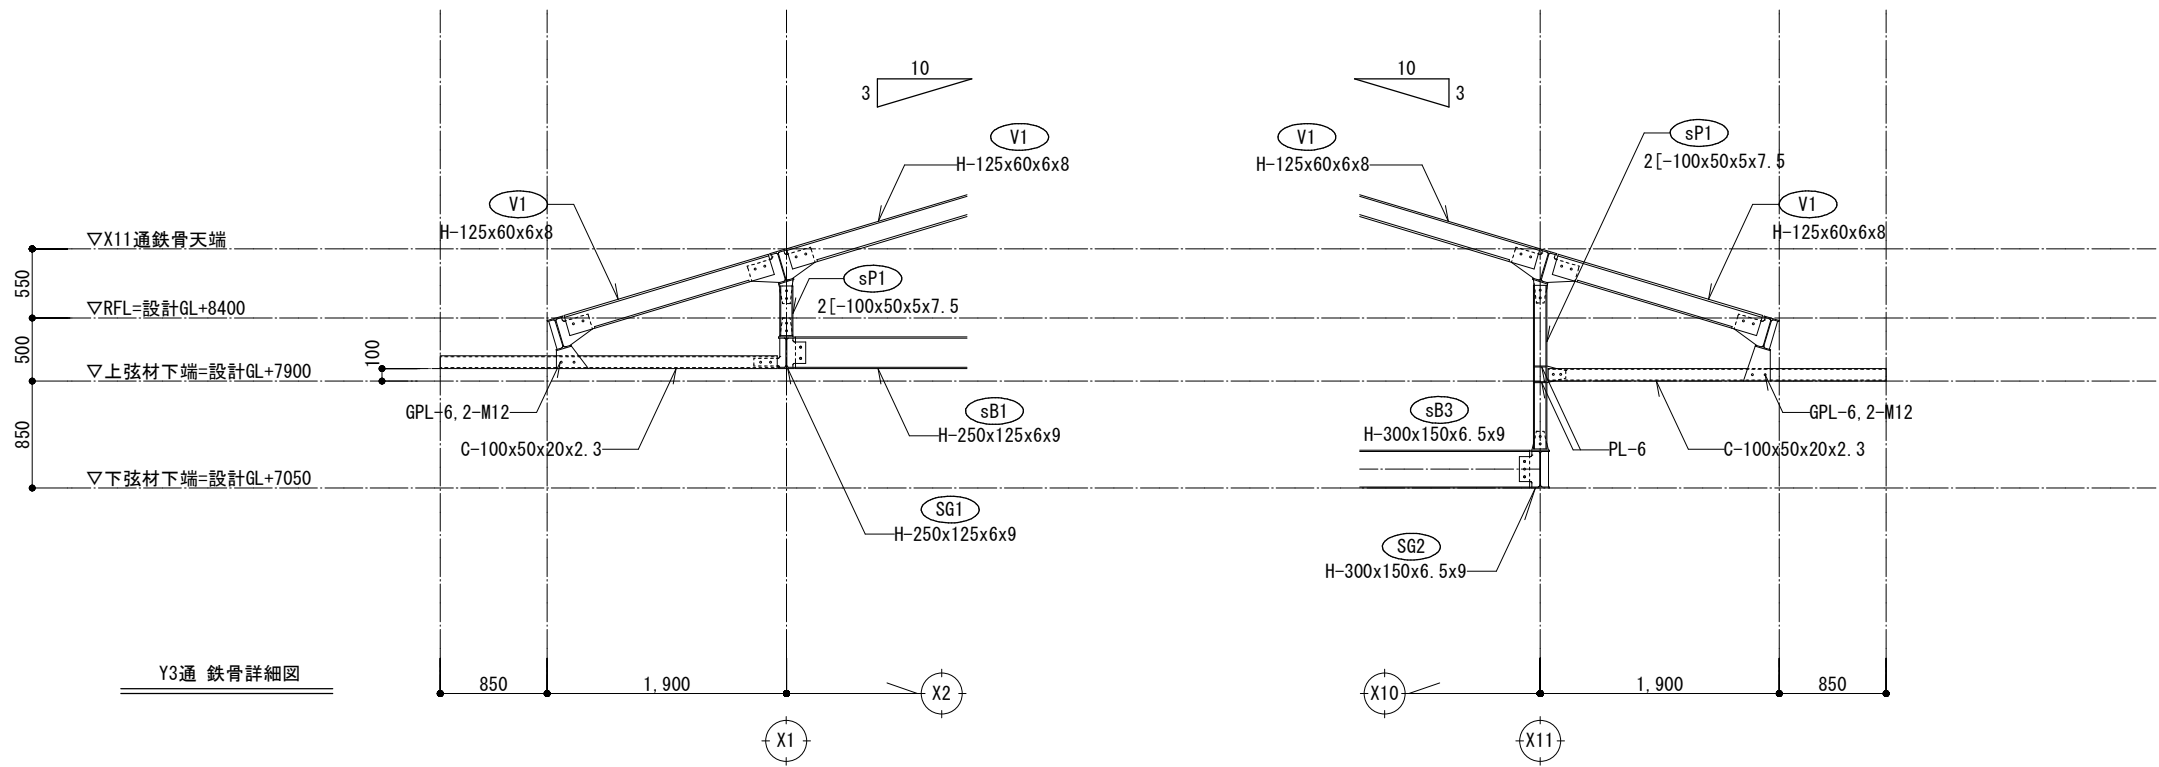 10
3
10
3
V1
H-125x60x6x8
V1
H-125x60x6x8
sP1
2[-100x50x5x7.5
V1
H-125x60x6x8
V1
H-125x60x6x8
▽X11通鉄骨天端
550
sP1
2[-100x50x5x7.5
▽RFL=設計GL+8400
500
100
▽上弦材下端=設計GL+7900
GPL-6,2-M12
sB1
H-250x125x6x9
sB3
H-300x150x6.5x9
GPL-6,2-M12
850
C-100x50x20x2.3
PL-6
C-100x50x20x2.3
▽下弦材下端=設計GL+7050
SG1
H-250x125x6x9
SG2
H-300x150x6.5x9
Y3通 鉄骨詳細図
850
1,900
X2
X10
1,900
850
X1
X11